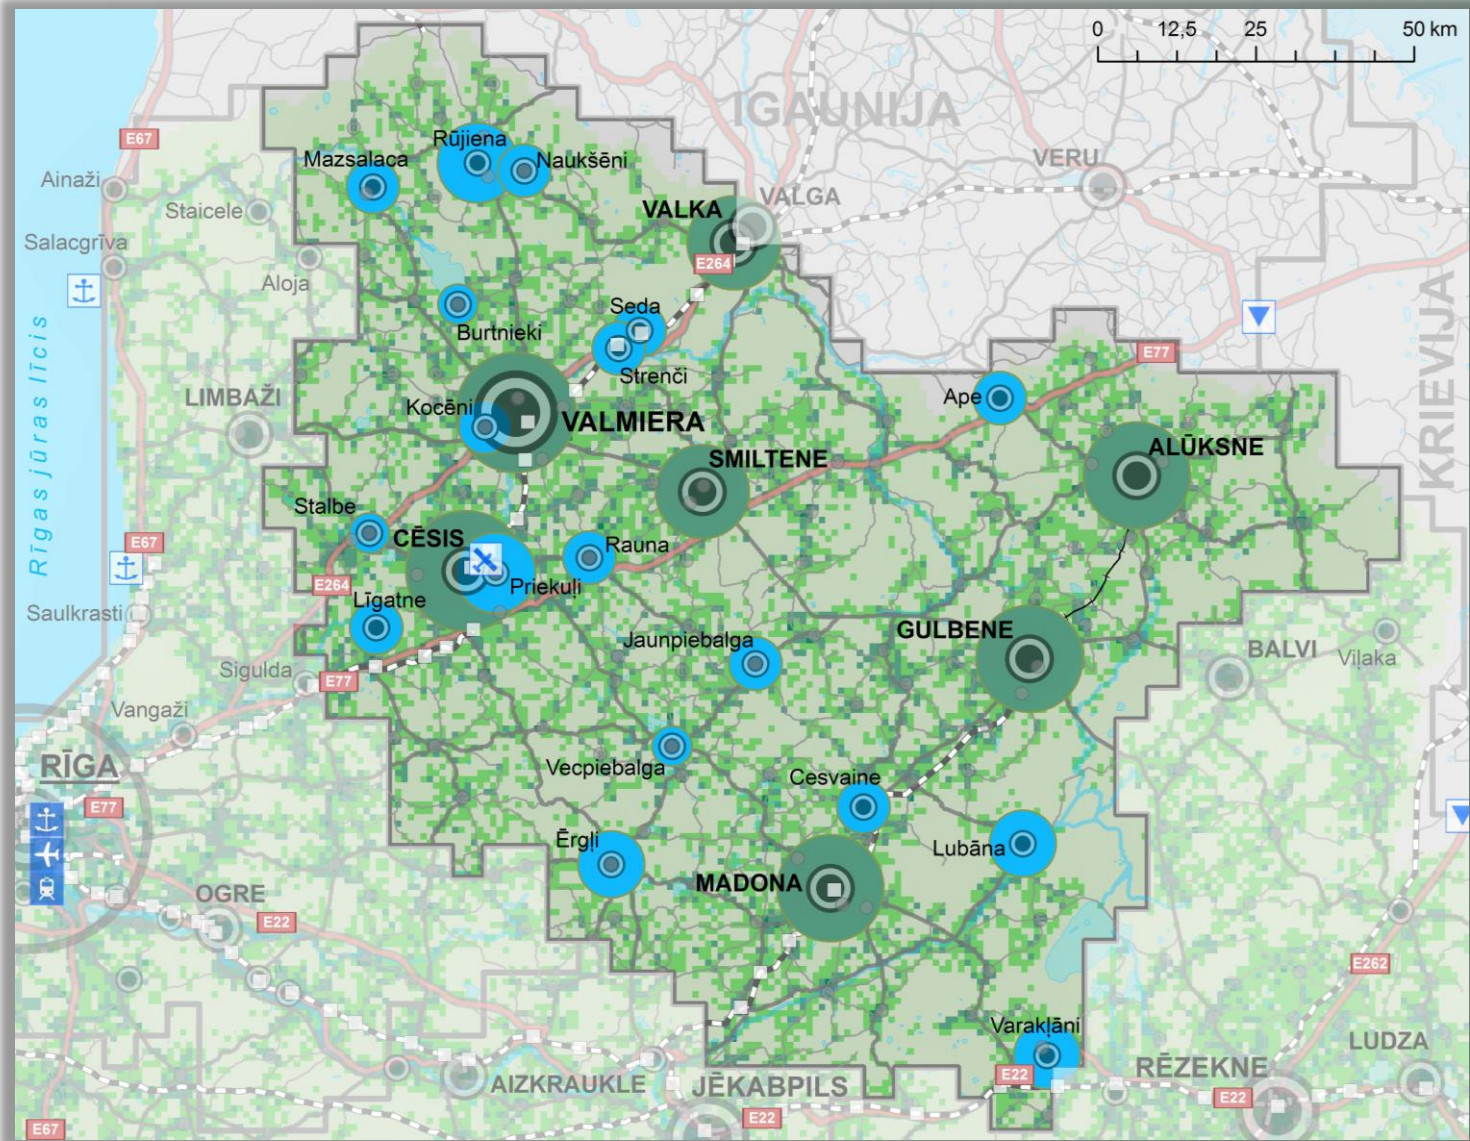 0 12,5 25 50 km
IGAUNIJA
E67
Rūjiena
Mazsalaca
Naukšēni
VERU
Ainaži
Staicele
VALKA
VALGA
Salacgrīva
E264
Aloja
Seda
Burtnieki
Strenči
E77
KRIEVIJA
Rīgas jūras līcis
LIMBAŽI
Kocēni
VALMIERA
Ape
SMILTENE
ALŪKSNE
Stalbe
CĒSIS
E67
Rauna
E264
Priekuļi
Līgatne
Saulkrasti
Jaunpiebalga
GULBENE
BALVI
Viļaka
Sigulda
E77
Vangaži
RĪGA
Vecpiebalga
Cesvaine
E77
Ērgļi
Lubāna
MADONA
OGRE
E22
E262
Varakļāni
LUDZA
RĒZEKNE
E22
AIZKRAUKLE
JĒKABPILS
E22
E22
E67